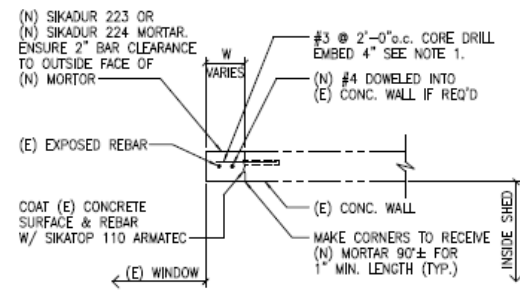 (N) SIKADUR 223 OR
(N) SIKADUR 224 MORTAR.
ENSURE 2" BAR CLEARANCE
TO OUTSIDE FACE OF
(N) MORTOR
W
VARIES
#3 @ 2'-0"o.c. CORE DRILL
EMBED 4" SEE NOTE 1.
(N) #4 DOWELED INTO
(E) CONC. WALL IF REQ'D
(E) EXPOSED REBAR
COAT (E) CONCRETE
SURFACE & REBAR
W/ SIKATOP 110 ARMATEC
(E) CONC. WALL
MAKE CORNERS TO RECEIVE
(N) MORTAR 90°± FOR
1" MIN. LENGTH (TYP.)
INSIDE SHED
(E) WINDOW